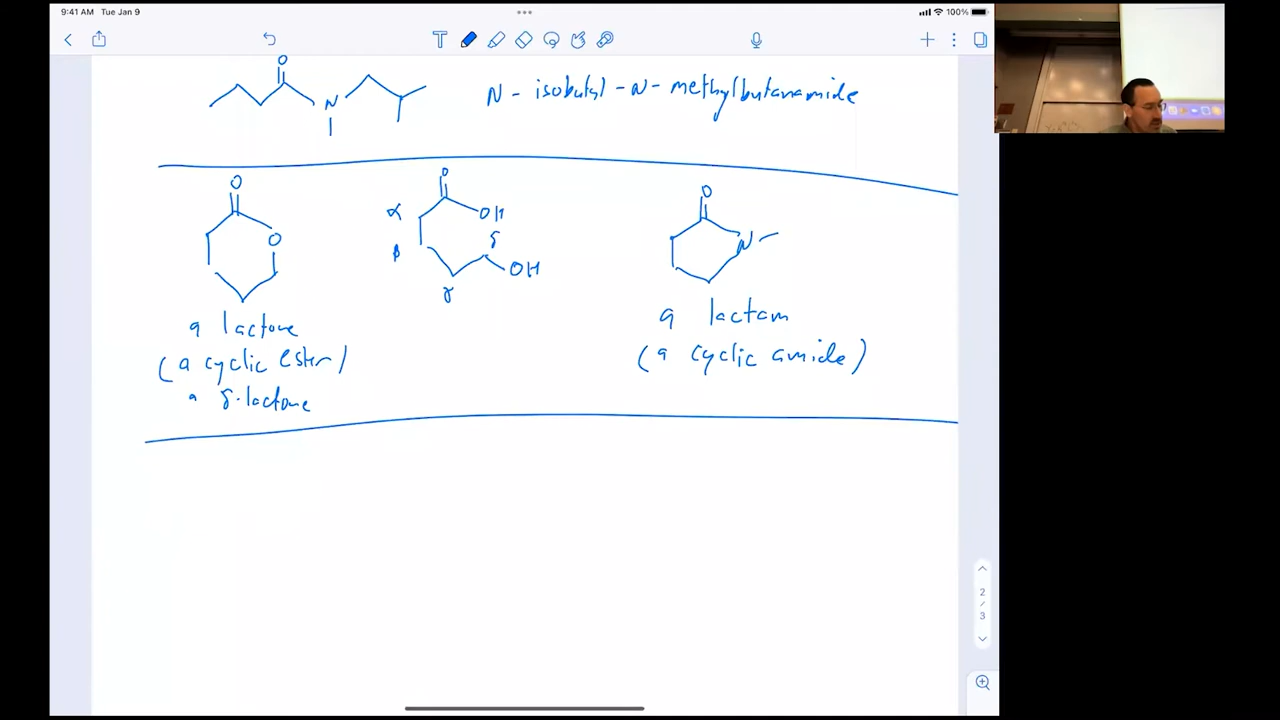 9:41 AM Tue Jan 9
100%
T
O
N
N - isobutyl - N - methylbutanamide
O
O
O
α
OH
β
δ
OH
γ
O
N
a lactone
(a cyclic ester)
a δ-lactone
a lactam
(a cyclic amide)
2
/
3